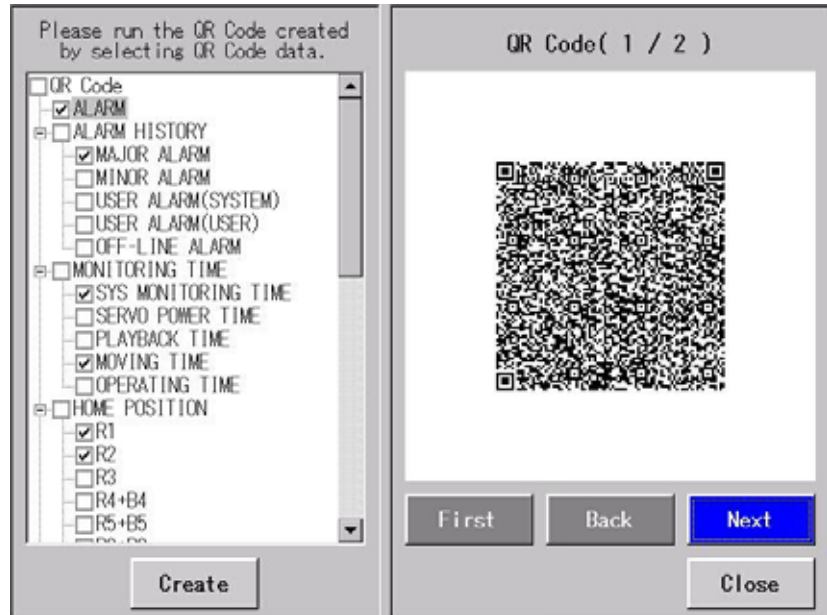 Please run the QR Code created
by selecting QR Code data.
QR Code
ALARM
ALARM HISTORY
MAJOR ALARM
MINOR ALARM
USER ALARM(SYSTEM)
USER ALARM(USER)
OFF-LINE ALARM
MONITORING TIME
SYS MONITORING TIME
SERVO POWER TIME
PLAYBACK TIME
MOVING TIME
OPERATING TIME
HOME POSITION
R1
R2
R3
R4+B4
R5+B5
Create
QR Code( 1 / 2 )
First
Back
Next
Close